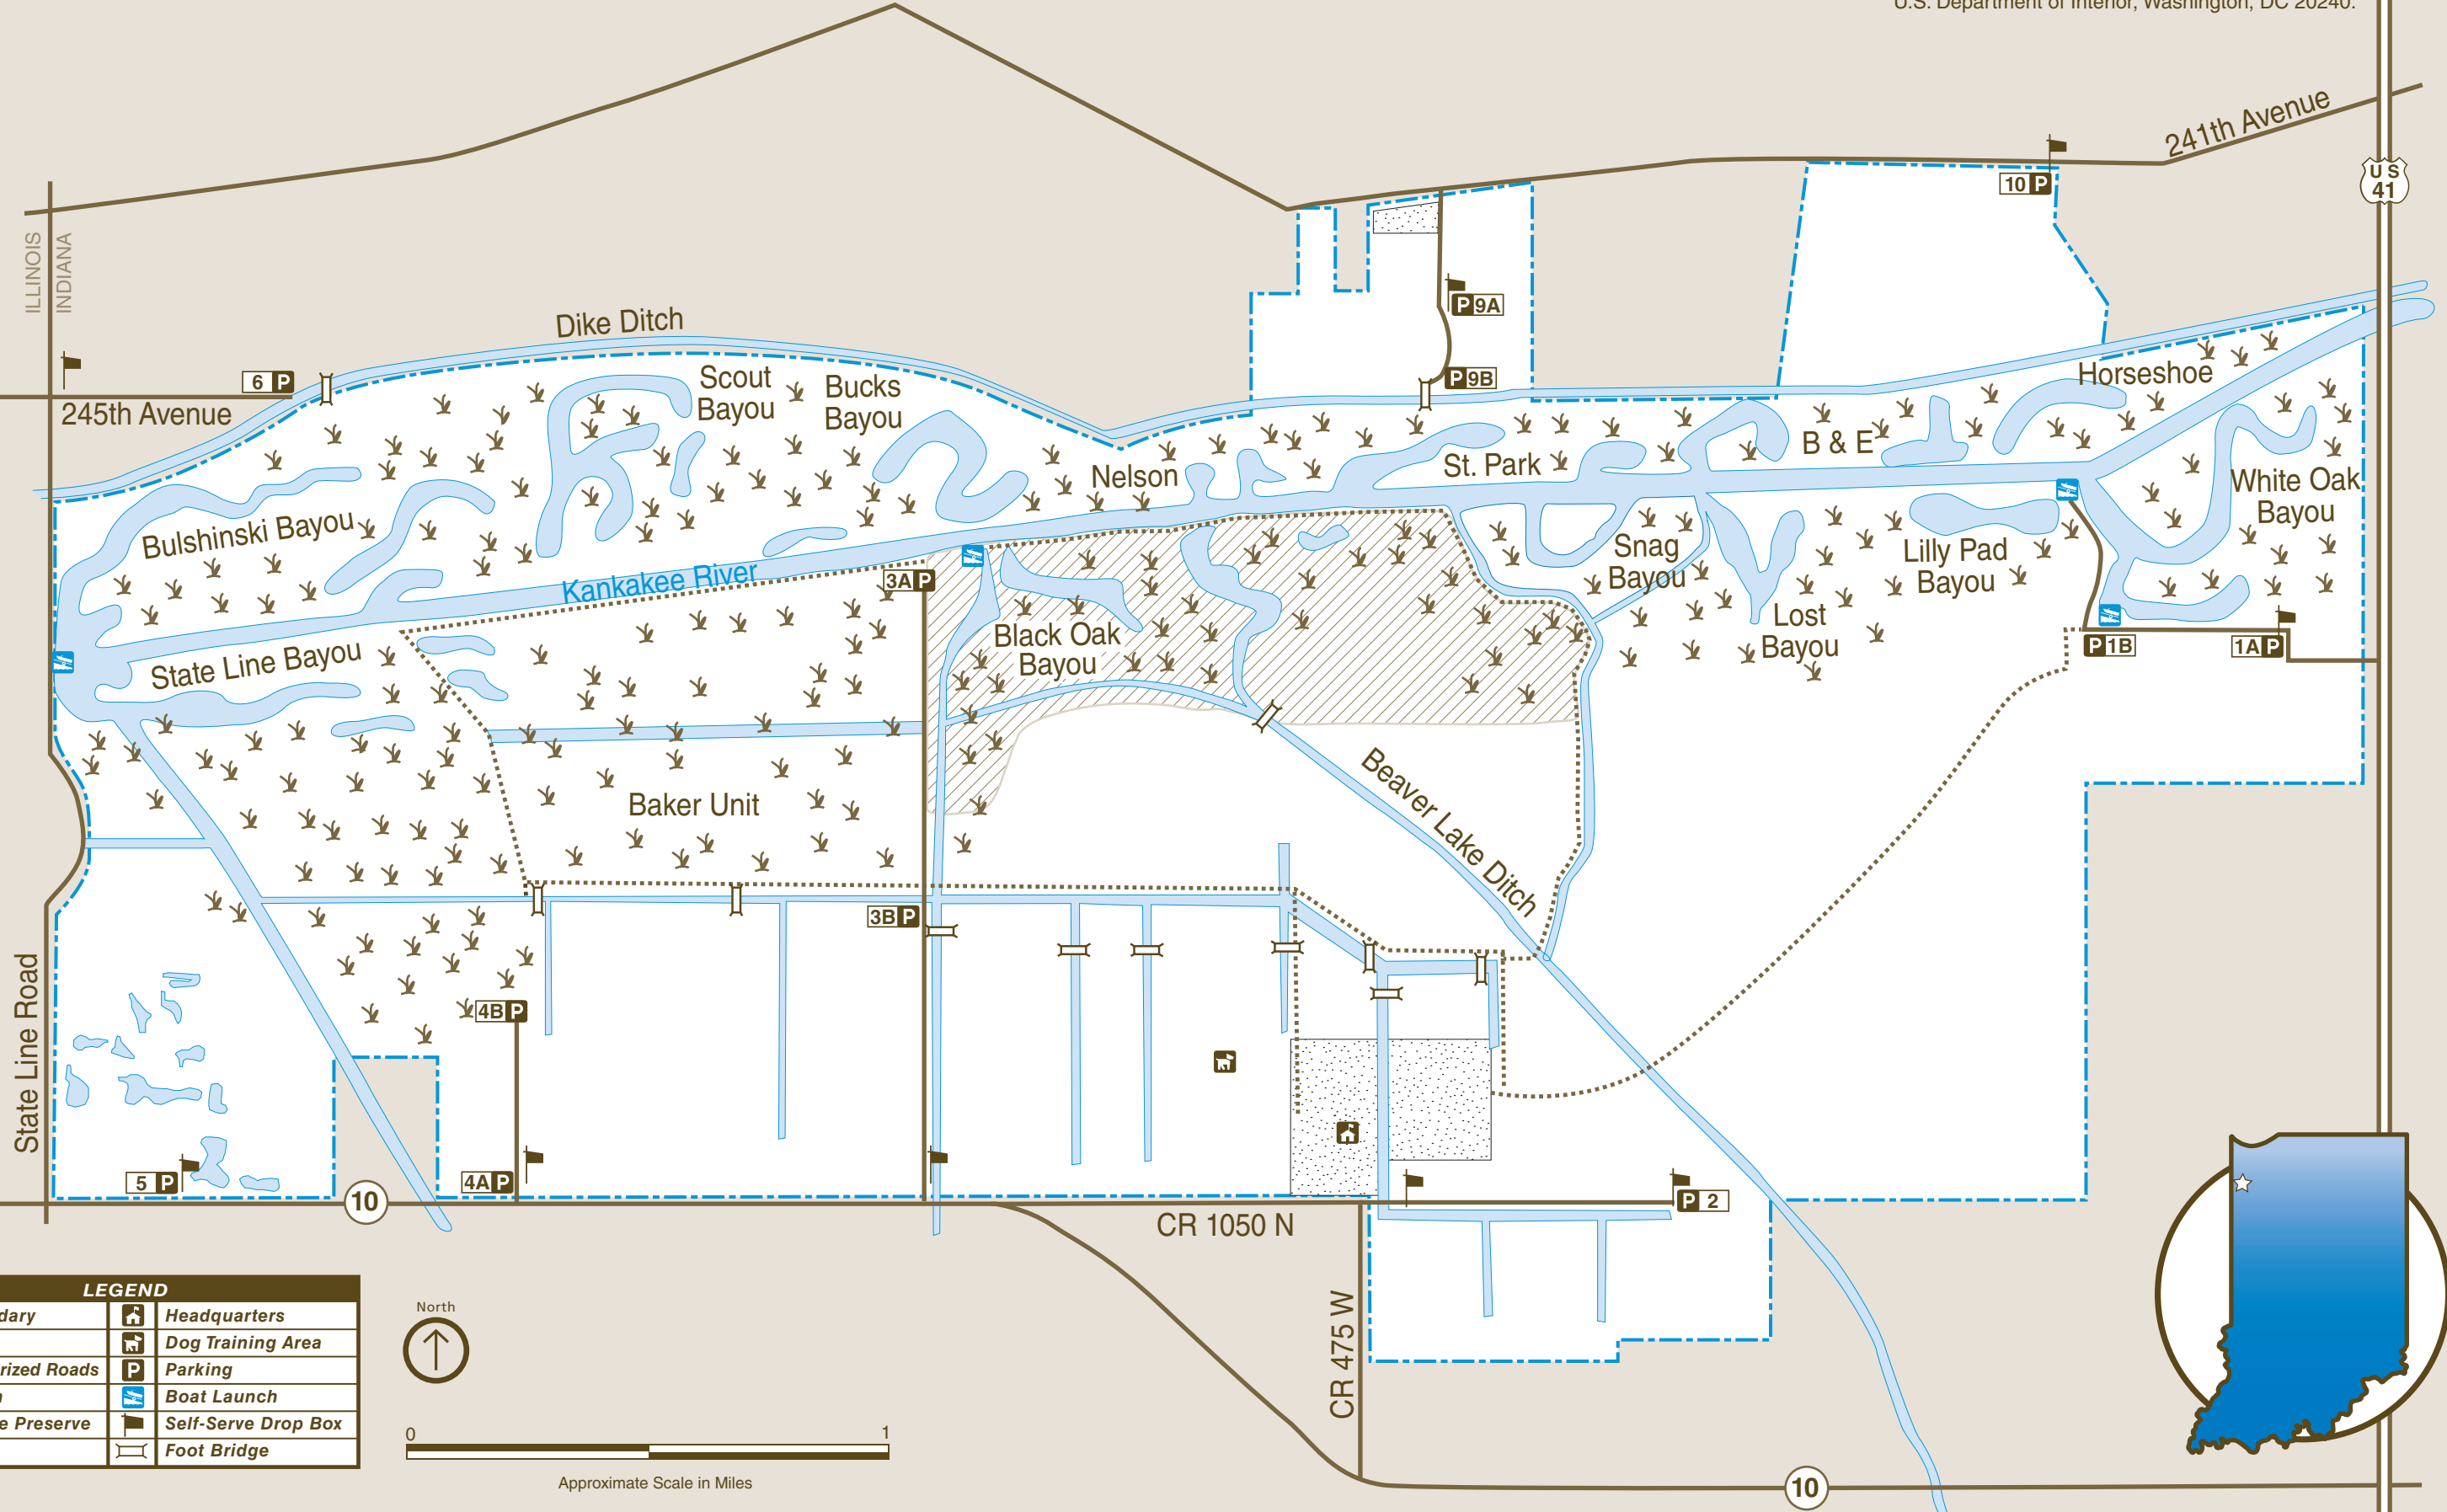 U.S. Department of Interior, Washington, DC 20240.
241th Avenue
U S
41
10 P
ILLINOIS
INDIANA
P 9A
Dike Ditch
6 P
P 9B
245th Avenue
Scout
Bayou
Bucks
Bayou
Horseshoe
B & E
St. Park
Nelson
White Oak
Bayou
Bulshinski Bayou
Snag
Bayou
Lilly Pad
Bayou
Kankakee River
3A P
Lost
Bayou
Black Oak
Bayou
P 1B
1A P
State Line Bayou
Beaver Lake Ditch
Baker Unit
3B P
State Line Road
4B P
5 P
4A P
P 2
10
CR 1050 N
CR 475 W
LEGEND
dary
Headquarters
Dog Training Area
rized Roads
P
Parking
Boat Launch
e Preserve
Self-Serve Drop Box
Foot Bridge
North
0
1
Approximate Scale in Miles
10